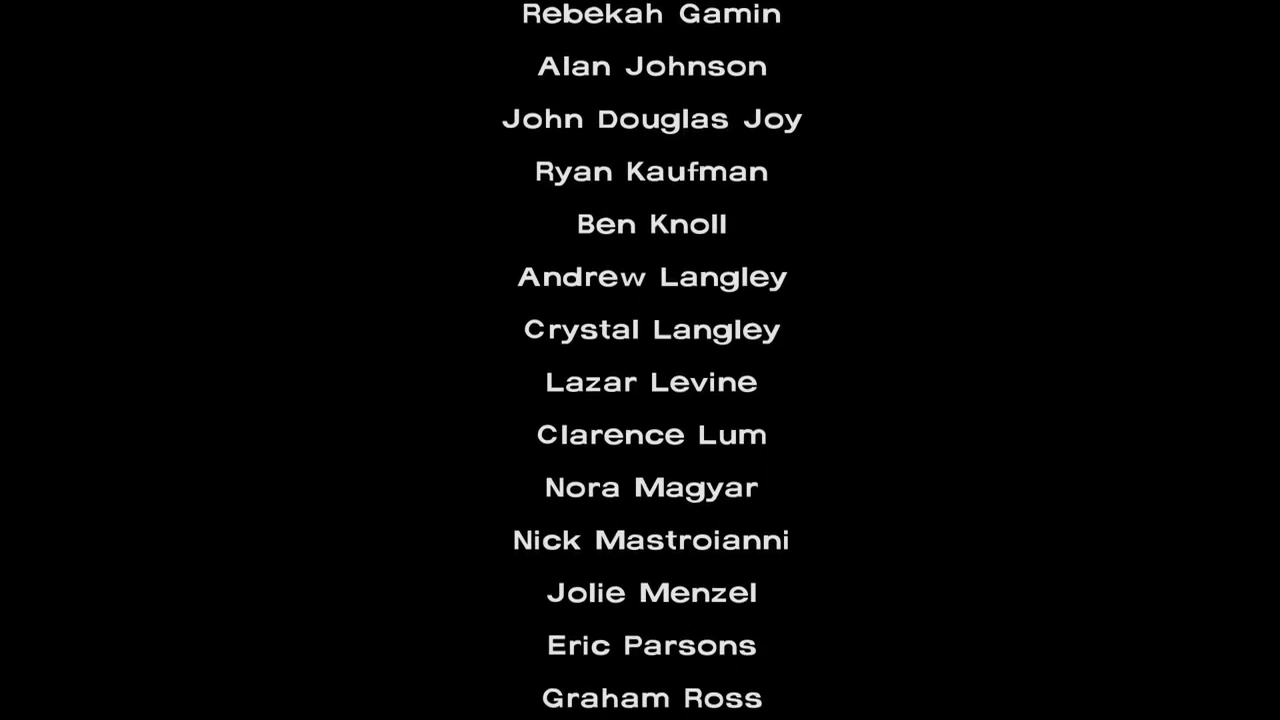 Rebekah Gamin
Alan Johnson
John Douglas Joy
Ryan Kaufman
Ben Knoll
Andrew Langley
Crystal Langley
Lazar Levine
Clarence Lum
Nora Magyar
Nick Mastroianni
Jolie Menzel
Eric Parsons
Graham Ross